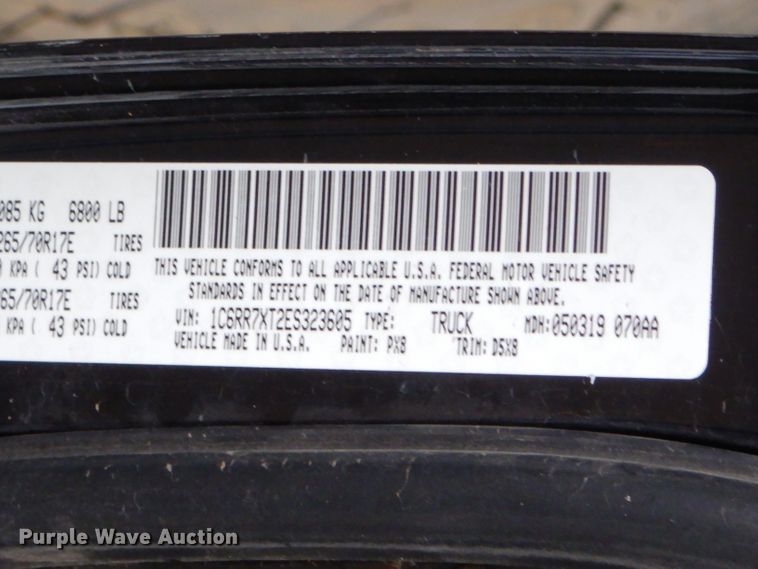 085 KG 6800 LB
265/70R17E TIRES
KPA ( 43 PSI) COLD
65/70R17E TIRES
KPA ( 43 PSI) COLD
THIS VEHICLE CONFORMS TO ALL APPLICABLE U.S.A. FEDERAL MOTOR VEHICLE SAFETY
STANDARDS IN EFFECT ON THE DATE OF MANUFACTURE SHOWN ABOVE.
VIN: 1C6RR7XT2ES323605 TYPE: TRUCK MDH:050319 070AA
VEHICLE MADE IN U.S.A. PAINT: PX8 TRIM: D5X8
Purple Wave Auction